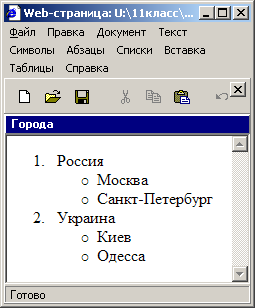 Web-страница: U:\11класс\...
Файл Правка Документ Текст
Символы Абзацы Списки Вставка
Таблицы Справка
Города
1. Россия
○ Москва
○ Санкт-Петербург
2. Украина
○ Киев
○ Одесса
Готово